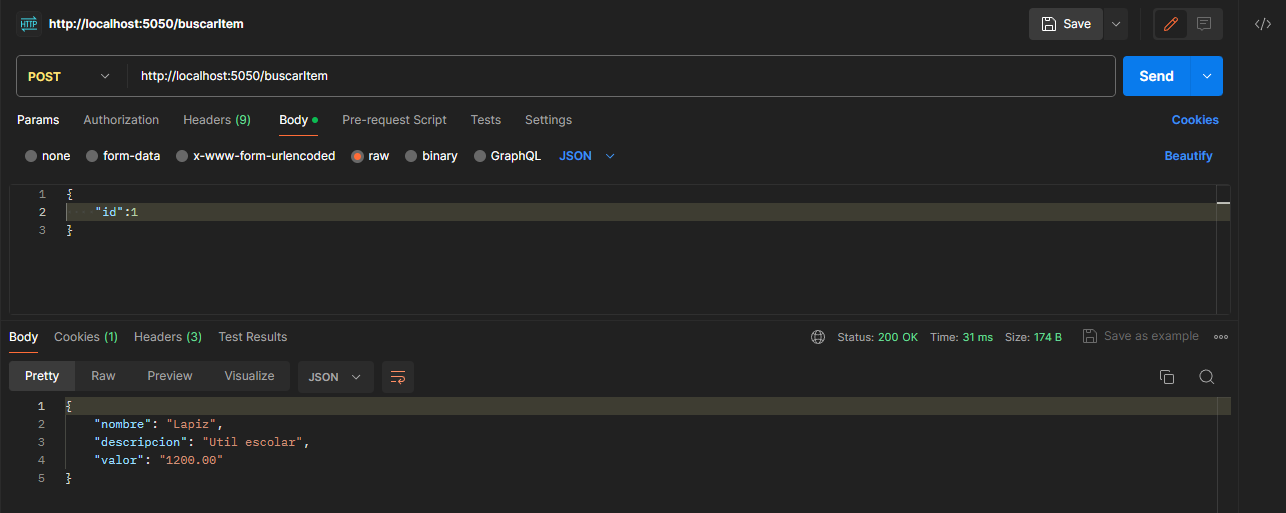 HTTP http://localhost:5050/buscarItem Save </>
POST http://localhost:5050/buscarItem Send
Params Authorization Headers (9) Body Pre-request Script Tests Settings Cookies
none form-data x-www-form-urlencoded raw binary GraphQL JSON Beautify
1 {
2 "id":1
3 }
Body Cookies (1) Headers (3) Test Results Status: 200 OK Time: 31 ms Size: 174 B Save as example
Pretty Raw Preview Visualize JSON
1 {
2 "nombre": "Lapiz",
3 "descripcion": "Util escolar",
4 "valor": "1200.00"
5 }